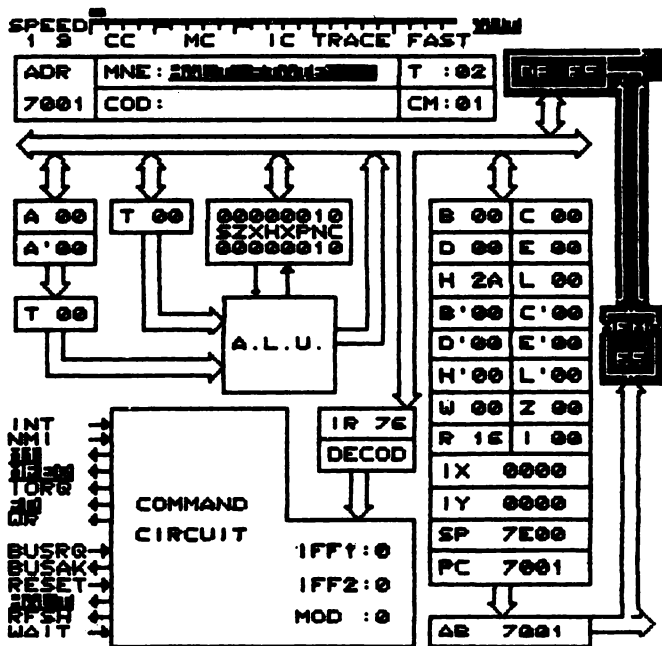 SPEED
1 9 CC MC IC TRACE FAST
ADR MNE: T :02
7001 COD: CM:01
A 00
A'00
T 00
00000010
SZXHXPNC
00000010
T 00
A.L.U.
B 00 C 00
D 00 E 00
H 2A L 00
B'00 C'00
D'00 E'00
H'00 L'00
W 00 Z 00
R 16 I 00
IX 0000
IY 0000
SP 7E00
PC 7001
AB 7001
IR 76
DECOD
INT
NMI
IORQ
WR
BUSRQ
BUSAK
RESET
RFSH
WAIT
COMMAND
CIRCUIT
IFF1:0
IFF2:0
MOD :0